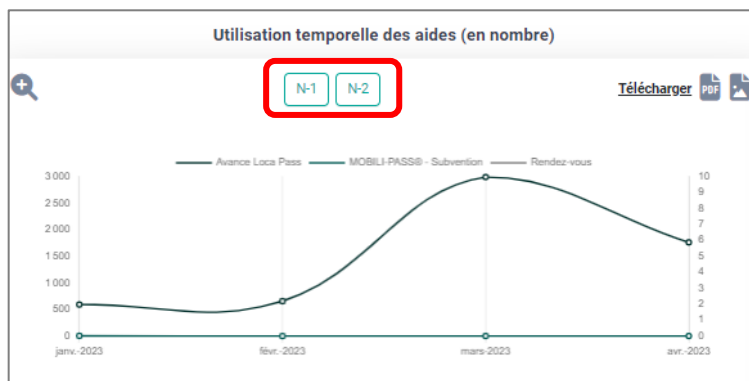 Utilisation temporelle des aides (en nombre)
N-1 N-2 Télécharger PDF
Avance Loca Pass MOBILI-PASS® - Subvention Rendez-vous
3 000 10
9
2 500
8
2 000 7
6
1 500
5
4
1 000
3
500 2
1
0 0
janv.-2023 févr.-2023 mars-2023 avr.-2023